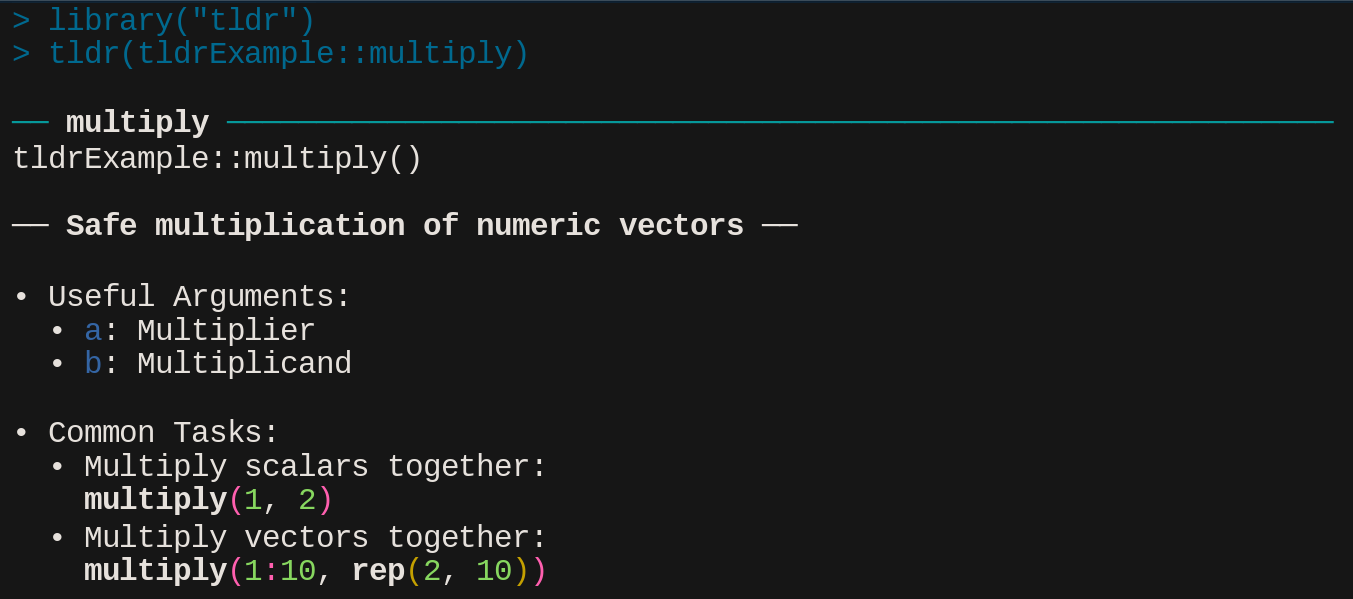 > library("tldr")
> tldr(tldrExample::multiply)
── multiply ──────────────────────────────────────────────────────────────
tldrExample::multiply()
── Safe multiplication of numeric vectors ──
• Useful Arguments:
• a: Multiplier
• b: Multiplicand
• Common Tasks:
• Multiply scalars together:
multiply(1, 2)
• Multiply vectors together:
multiply(1:10, rep(2, 10))